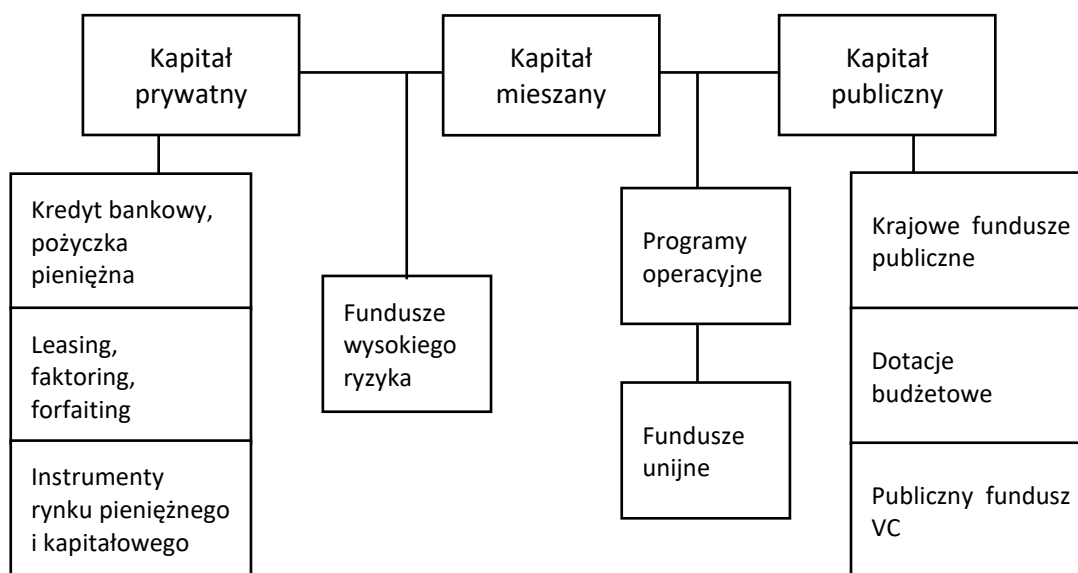 Kapitał
prywatny
Kapitał
mieszany
Kapitał
publiczny
Kredyt bankowy,
pożyczka
pieniężna
Leasing,
faktoring,
forfaiting
Instrumenty
rynku pieniężnego
i kapitałowego
Fundusze
wysokiego
ryzyka
Programy
operacyjne
Fundusze
unijne
Krajowe fundusze
publiczne
Dotacje
budżetowe
Publiczny fundusz
VC